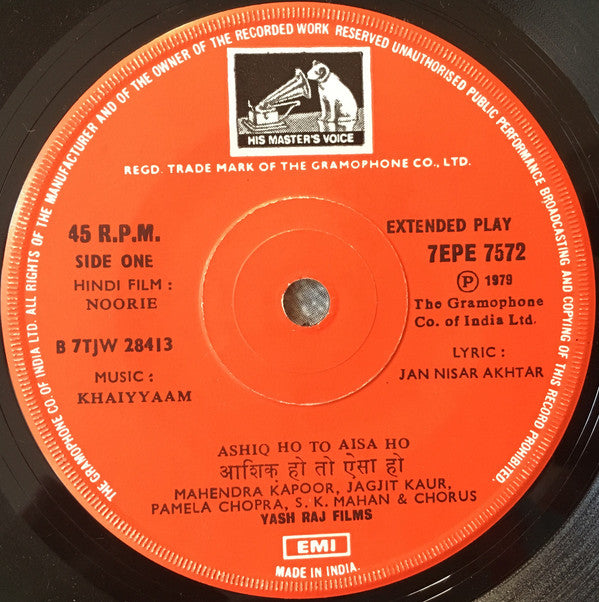 THE GRAMOPHONE CO. OF INDIA LTD. ALL RIGHTS OF THE MANUFACTURER AND OF THE OWNER OF THE RECORDED WORK RESERVED UNAUTHORISED PUBLIC PERFORMANCE BROADCASTING AND COPYING OF THIS RECORD PROHIBITED.
HIS MASTER'S VOICE
REGD. TRADE MARK OF THE GRAMOPHONE CO., LTD.
45 R.P.M.
SIDE ONE
HINDI FILM :
NOORIE
B 7TJW 28413
MUSIC :
KHAIYYAAM
EXTENDED PLAY
7EPE 7572
Ⓟ 1979
The Gramophone
Co. of India Ltd.
LYRIC :
JAN NISAR AKHTAR
ASHIQ HO TO AISA HO
आशिक़ हो तो ऐसा हो
MAHENDRA KAPOOR, JAGJIT KAUR,
PAMELA CHOPRA, S. K. MAHAN & CHORUS
YASH RAJ FILMS
EMI
MADE IN INDIA.